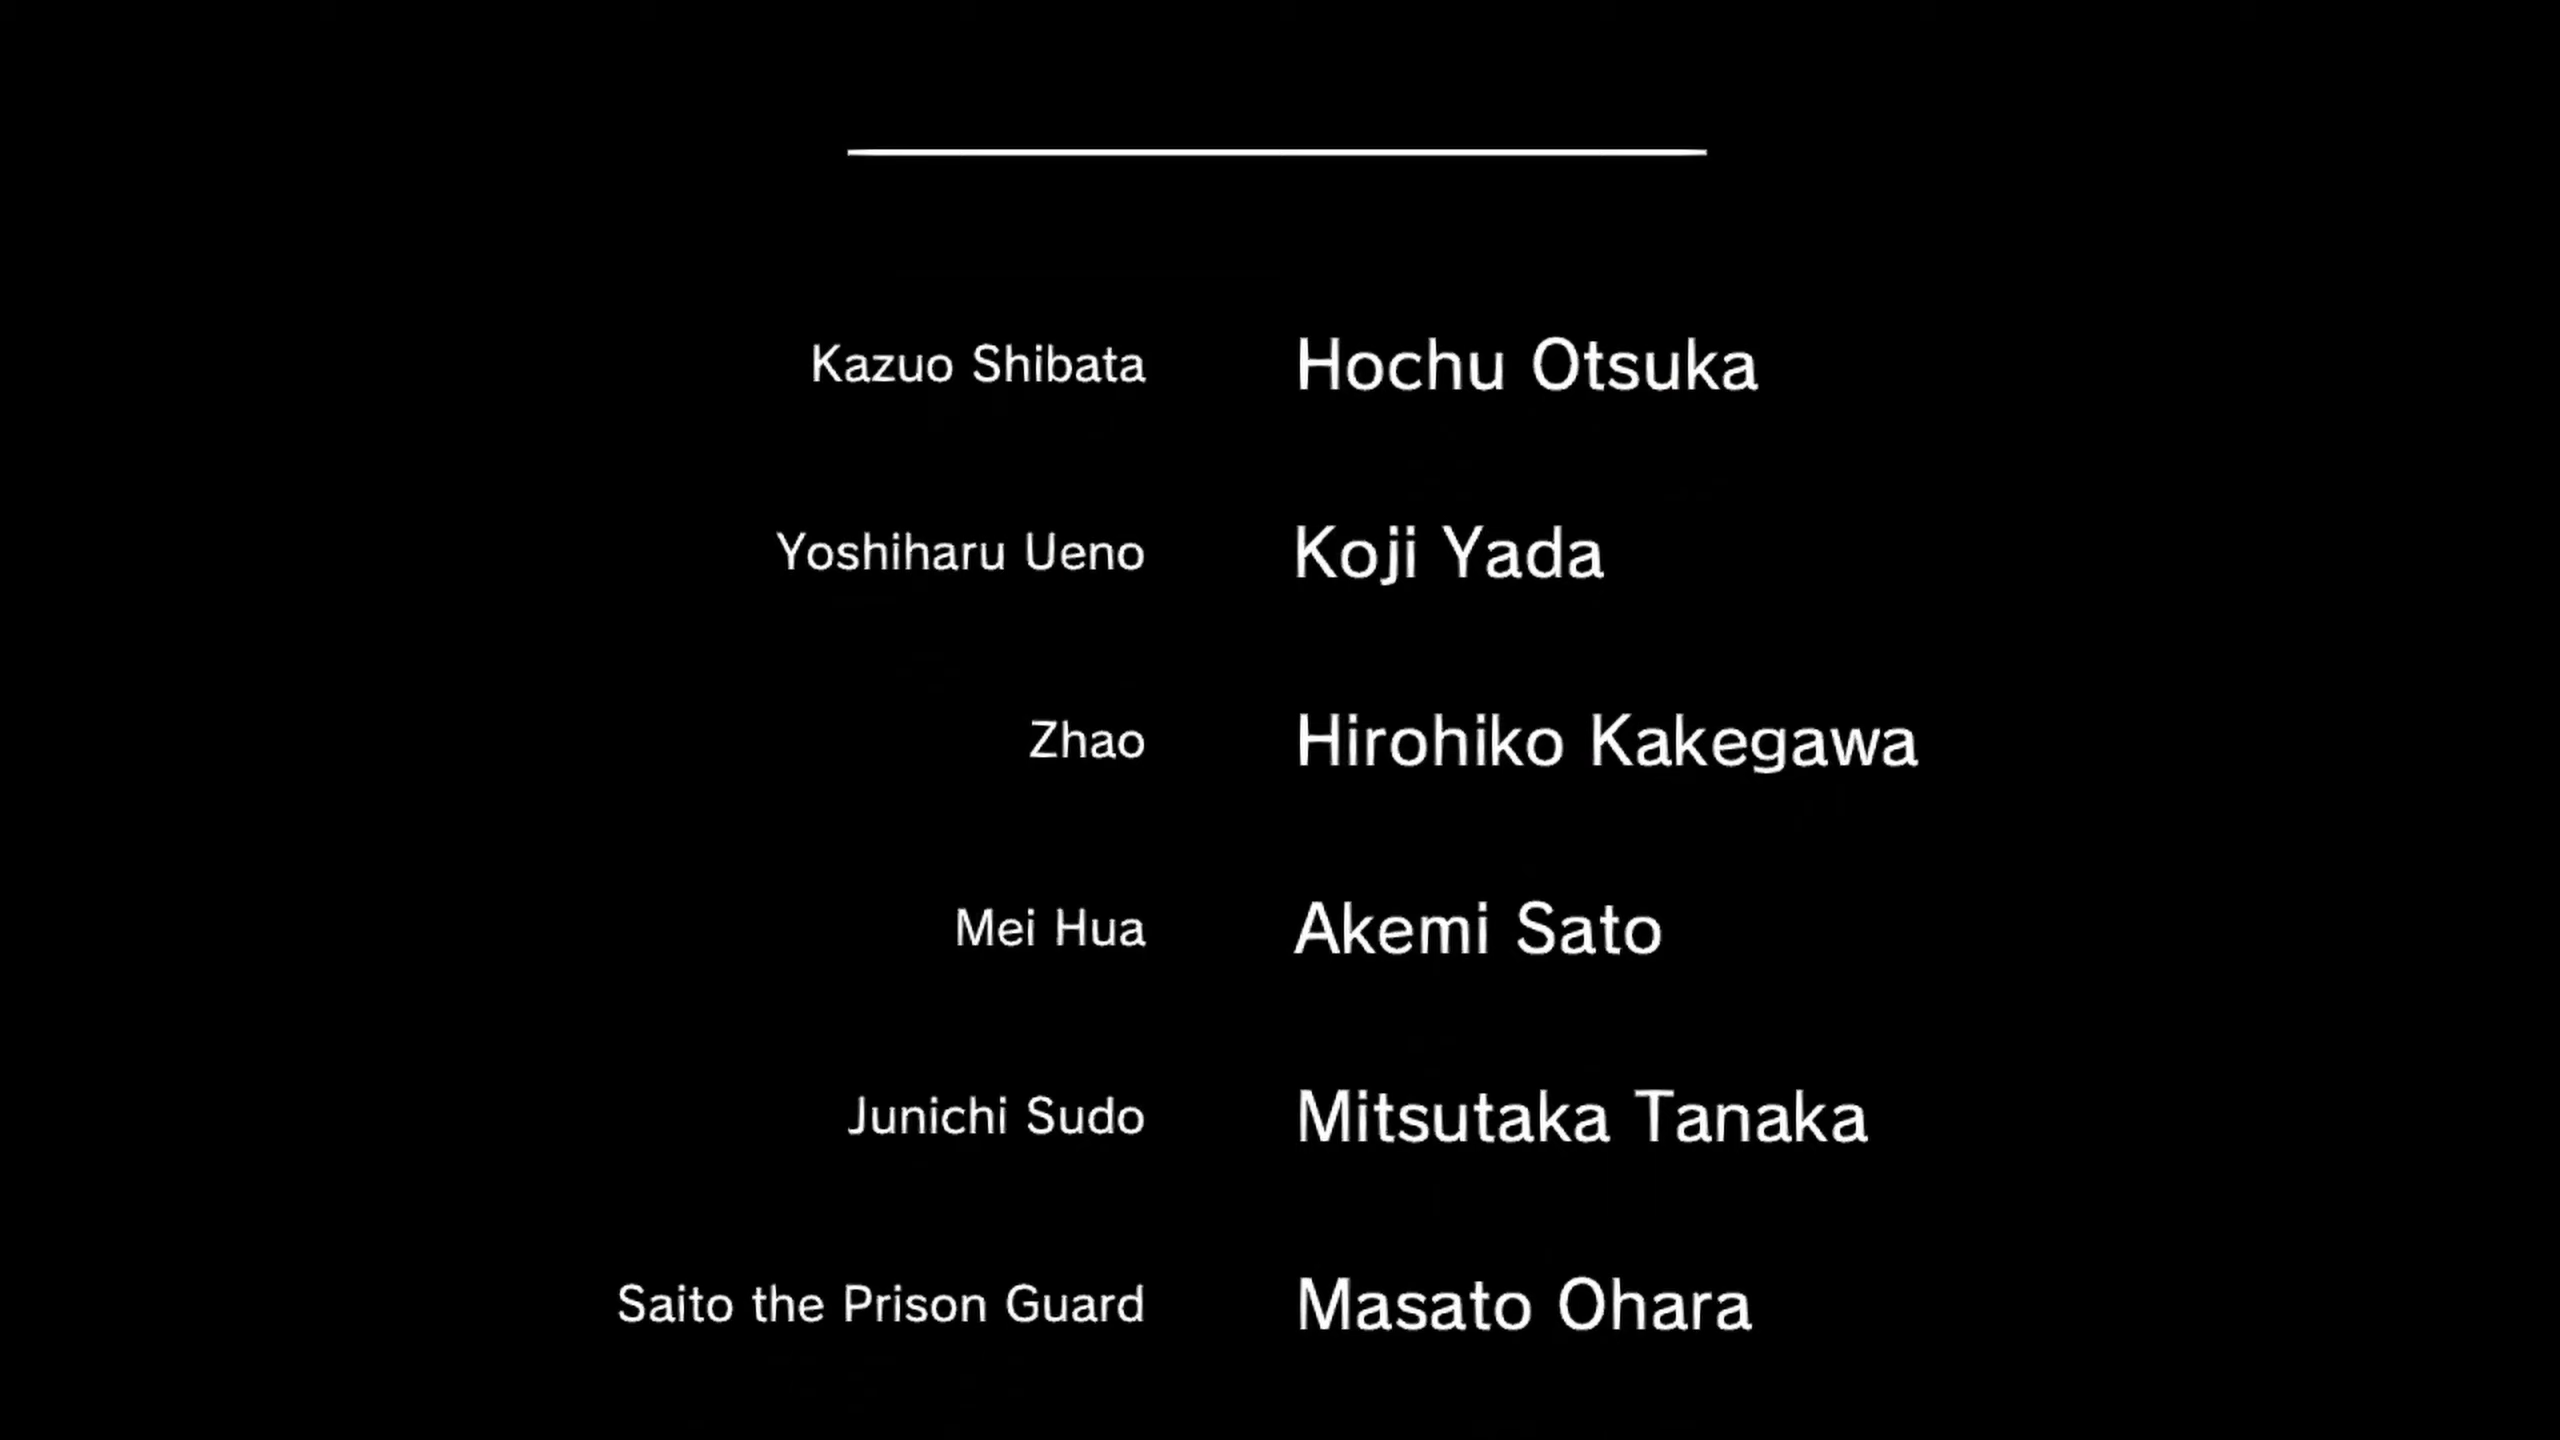 Kazuo Shibata Hochu Otsuka
Yoshiharu Ueno Koji Yada
Zhao Hirohiko Kakegawa
Mei Hua Akemi Sato
Junichi Sudo Mitsutaka Tanaka
Saito the Prison Guard Masato Ohara